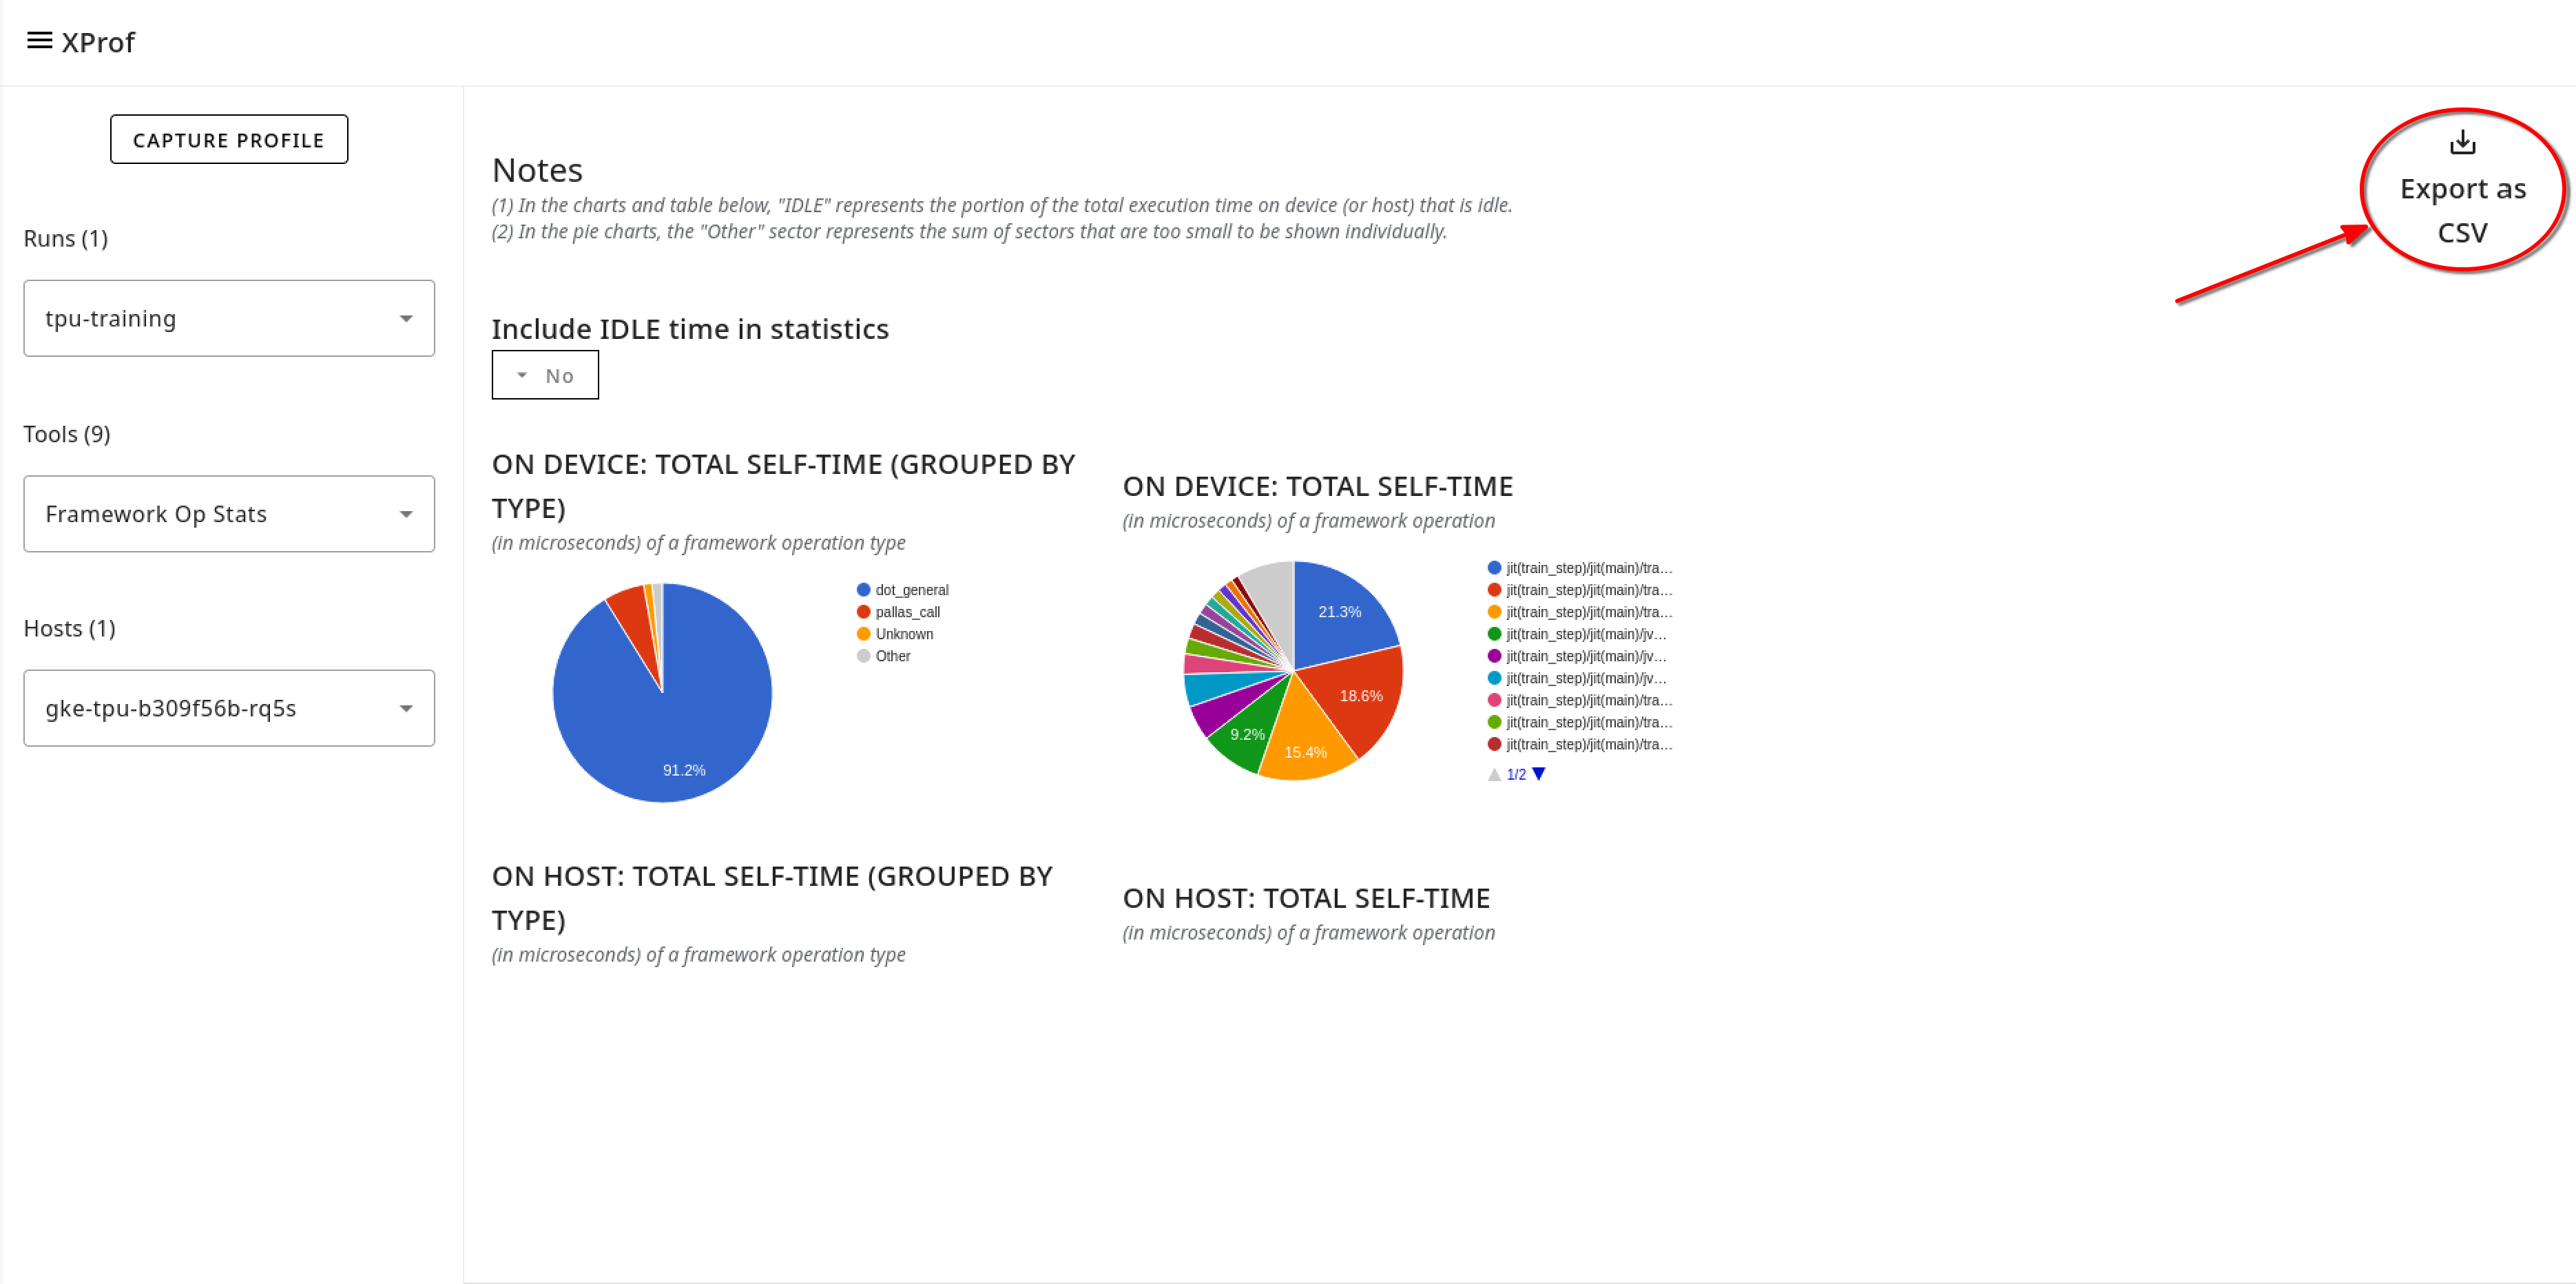 XProf
CAPTURE PROFILE
Runs (1)
tpu-training
Tools (9)
Framework Op Stats
Hosts (1)
gke-tpu-b309f56b-rq5s
Export as
CSV
Notes
(1) In the charts and table below, "IDLE" represents the portion of the total execution time on device (or host) that is idle.
(2) In the pie charts, the "Other" sector represents the sum of sectors that are too small to be shown individually.
Include IDLE time in statistics
No
ON DEVICE: TOTAL SELF-TIME (GROUPED BY
TYPE)
(in microseconds) of a framework operation type
91.2%
dot_general
pallas_call
Unknown
Other
ON DEVICE: TOTAL SELF-TIME
(in microseconds) of a framework operation
21.3%
18.6%
15.4%
9.2%
jit(train_step)/jit(main)/tra...
jit(train_step)/jit(main)/tra...
jit(train_step)/jit(main)/tra...
jit(train_step)/jit(main)/jv...
jit(train_step)/jit(main)/jv...
jit(train_step)/jit(main)/jv...
jit(train_step)/jit(main)/tra...
jit(train_step)/jit(main)/tra...
jit(train_step)/jit(main)/tra...
1/2
ON HOST: TOTAL SELF-TIME (GROUPED BY
TYPE)
(in microseconds) of a framework operation type
ON HOST: TOTAL SELF-TIME
(in microseconds) of a framework operation